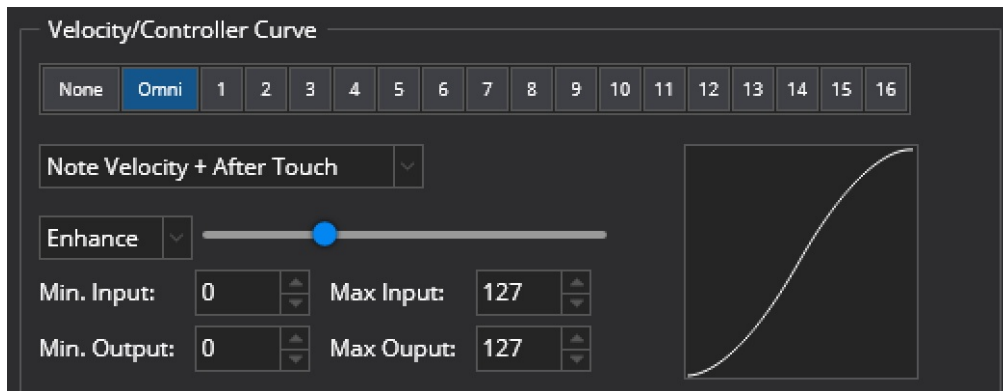 Velocity/Controller Curve
None Omni 1 2 3 4 5 6 7 8 9 10 11 12 13 14 15 16
Note Velocity + After Touch
Enhance
Min. Input: 0 Max Input: 127
Min. Output: 0 Max Ouput: 127